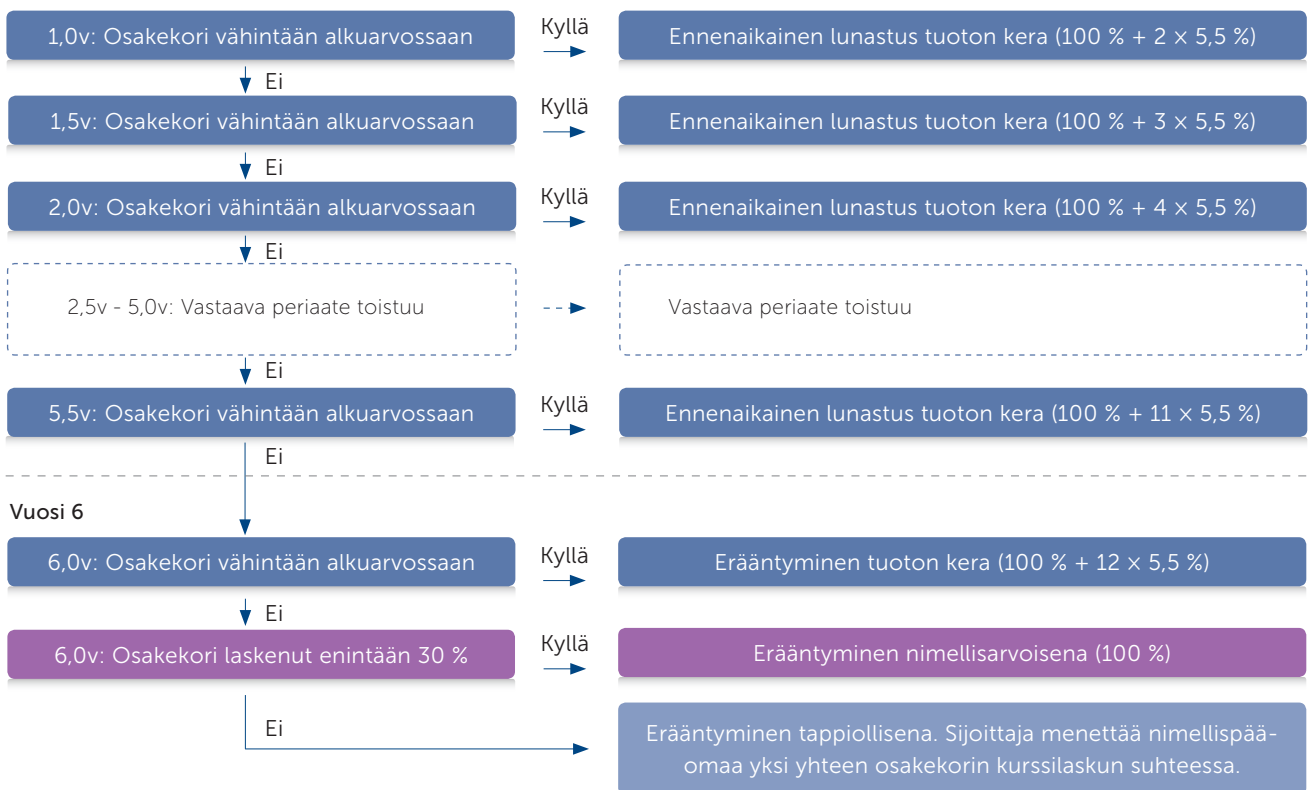 1,0v: Osakekori vähintään alkuarvossaan
Kyllä
Ennenaikainen lunastus tuoton kera (100 % + 2 × 5,5 %)
Ei
1,5v: Osakekori vähintään alkuarvossaan
Kyllä
Ennenaikainen lunastus tuoton kera (100 % + 3 × 5,5 %)
Ei
2,0v: Osakekori vähintään alkuarvossaan
Kyllä
Ennenaikainen lunastus tuoton kera (100 % + 4 × 5,5 %)
Ei
2,5v - 5,0v: Vastaava periaate toistuu
Vastaava periaate toistuu
Ei
5,5v: Osakekori vähintään alkuarvossaan
Kyllä
Ennenaikainen lunastus tuoton kera (100 % + 11 × 5,5 %)
Ei
Vuosi 6
6,0v: Osakekori vähintään alkuarvossaan
Kyllä
Erääntyminen tuoton kera (100 % + 12 × 5,5 %)
Ei
6,0v: Osakekori laskenut enintään 30 %
Kyllä
Erääntyminen nimellisarvoisena (100 %)
Ei
Erääntyminen tappiollisena. Sijoittaja menettää nimellispää-
omaa yksi yhteen osakekorin kurssilaskun suhteessa.